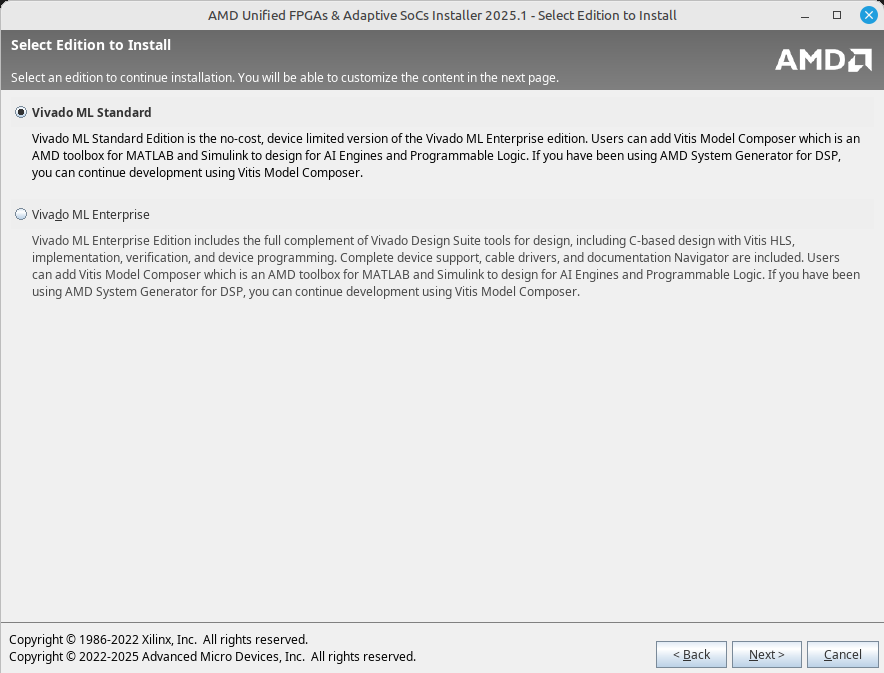 AMD Unified FPGAs & Adaptive SoCs Installer 2025.1 - Select Edition to Install
Select Edition to Install
Select an edition to continue installation. You will be able to customize the content in the next page.
AMD
Vivado ML Standard
Vivado ML Standard Edition is the no-cost, device limited version of the Vivado ML Enterprise edition. Users can add Vitis Model Composer which is an
AMD toolbox for MATLAB and Simulink to design for AI Engines and Programmable Logic. If you have been using AMD System Generator for DSP,
you can continue development using Vitis Model Composer.
Vivado ML Enterprise
Vivado ML Enterprise Edition includes the full complement of Vivado Design Suite tools for design, including C-based design with Vitis HLS,
implementation, verification, and device programming. Complete device support, cable drivers, and documentation Navigator are included. Users
can add Vitis Model Composer which is an AMD toolbox for MATLAB and Simulink to design for AI Engines and Programmable Logic. If you have been
using AMD System Generator for DSP, you can continue development using Vitis Model Composer.
Copyright © 1986-2022 Xilinx, Inc.  All rights reserved.
Copyright © 2022-2025 Advanced Micro Devices, Inc.  All rights reserved.
< Back
Next >
Cancel